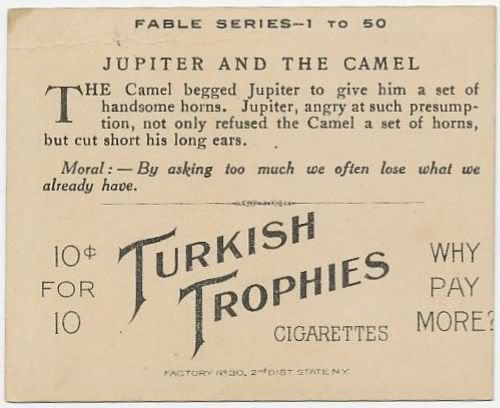 FABLE SERIES—1 TO 50
JUPITER AND THE CAMEL
THE Camel begged Jupiter to give him a set of
handsome horns. Jupiter, angry at such presump-
tion, not only refused the Camel a set of horns,
but cut short his long ears.
Moral:—By asking too much we often lose what we
already have.
10¢
FOR
10
TURKISH
TROPHIES
CIGARETTES
WHY
PAY
MORE?
FACTORY Nº 30, 2ND DIST. STATE N.Y.